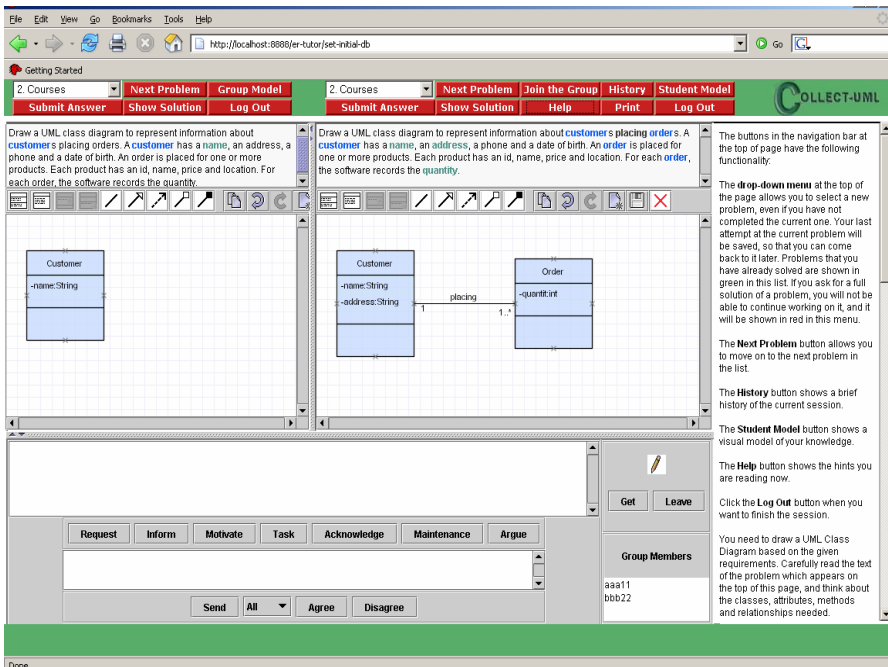 File Edit View Go Bookmarks Tools Help
http://localhost:8888/er-tutor/set-initial-db
Go
G
Getting Started
2. Courses
Next Problem
Group Model
Submit Answer
Show Solution
Log Out
2. Courses
Next Problem
Join the Group
History
Student Model
Submit Answer
Show Solution
Help
Print
Log Out
COLLECT-UML
Draw a UML class diagram to represent information about
customers placing orders. A customer has a name, an address, a
phone and a date of birth. An order is placed for one or more
products. Each product has an id, name, price and location. For
each order, the software records the quantity.
Draw a UML class diagram to represent information about customers placing orders. A
customer has a name, an address, a phone and a date of birth. An order is placed for
one or more products. Each product has an id, name, price and location. For each order,
the software records the quantity.
Customer
-name:String
Customer
-name:String
-address:String
placing
1
1..*
Order
-quantit:int
Request
Inform
Motivate
Task
Acknowledge
Maintenance
Argue
Send
All
Agree
Disagree
Get
Leave
Group Members
aaa11
bbb22
The buttons in the navigation bar at
the top of page have the following
functionality:
The drop-down menu at the top of
the page allows you to select a new
problem, even if you have not
completed the current one. Your last
attempt at the current problem will
be saved, so that you can come
back to it later. Problems that you
have already solved are shown in
green in this list. If you ask for a full
solution of a problem, you will not be
able to continue working on it, and it
will be shown in red in this menu.
The Next Problem button allows you
to move on to the next problem in
the list.
The History button shows a brief
history of the current session.
The Student Model button shows a
visual model of your knowledge.
The Help button shows the hints you
are reading now.
Click the Log Out button when you
want to finish the session.
You need to draw a UML Class
Diagram based on the given
requirements. Carefully read the text
of the problem which appears on
the top of this page, and think about
the classes, attributes, methods
and relationships needed.
Done